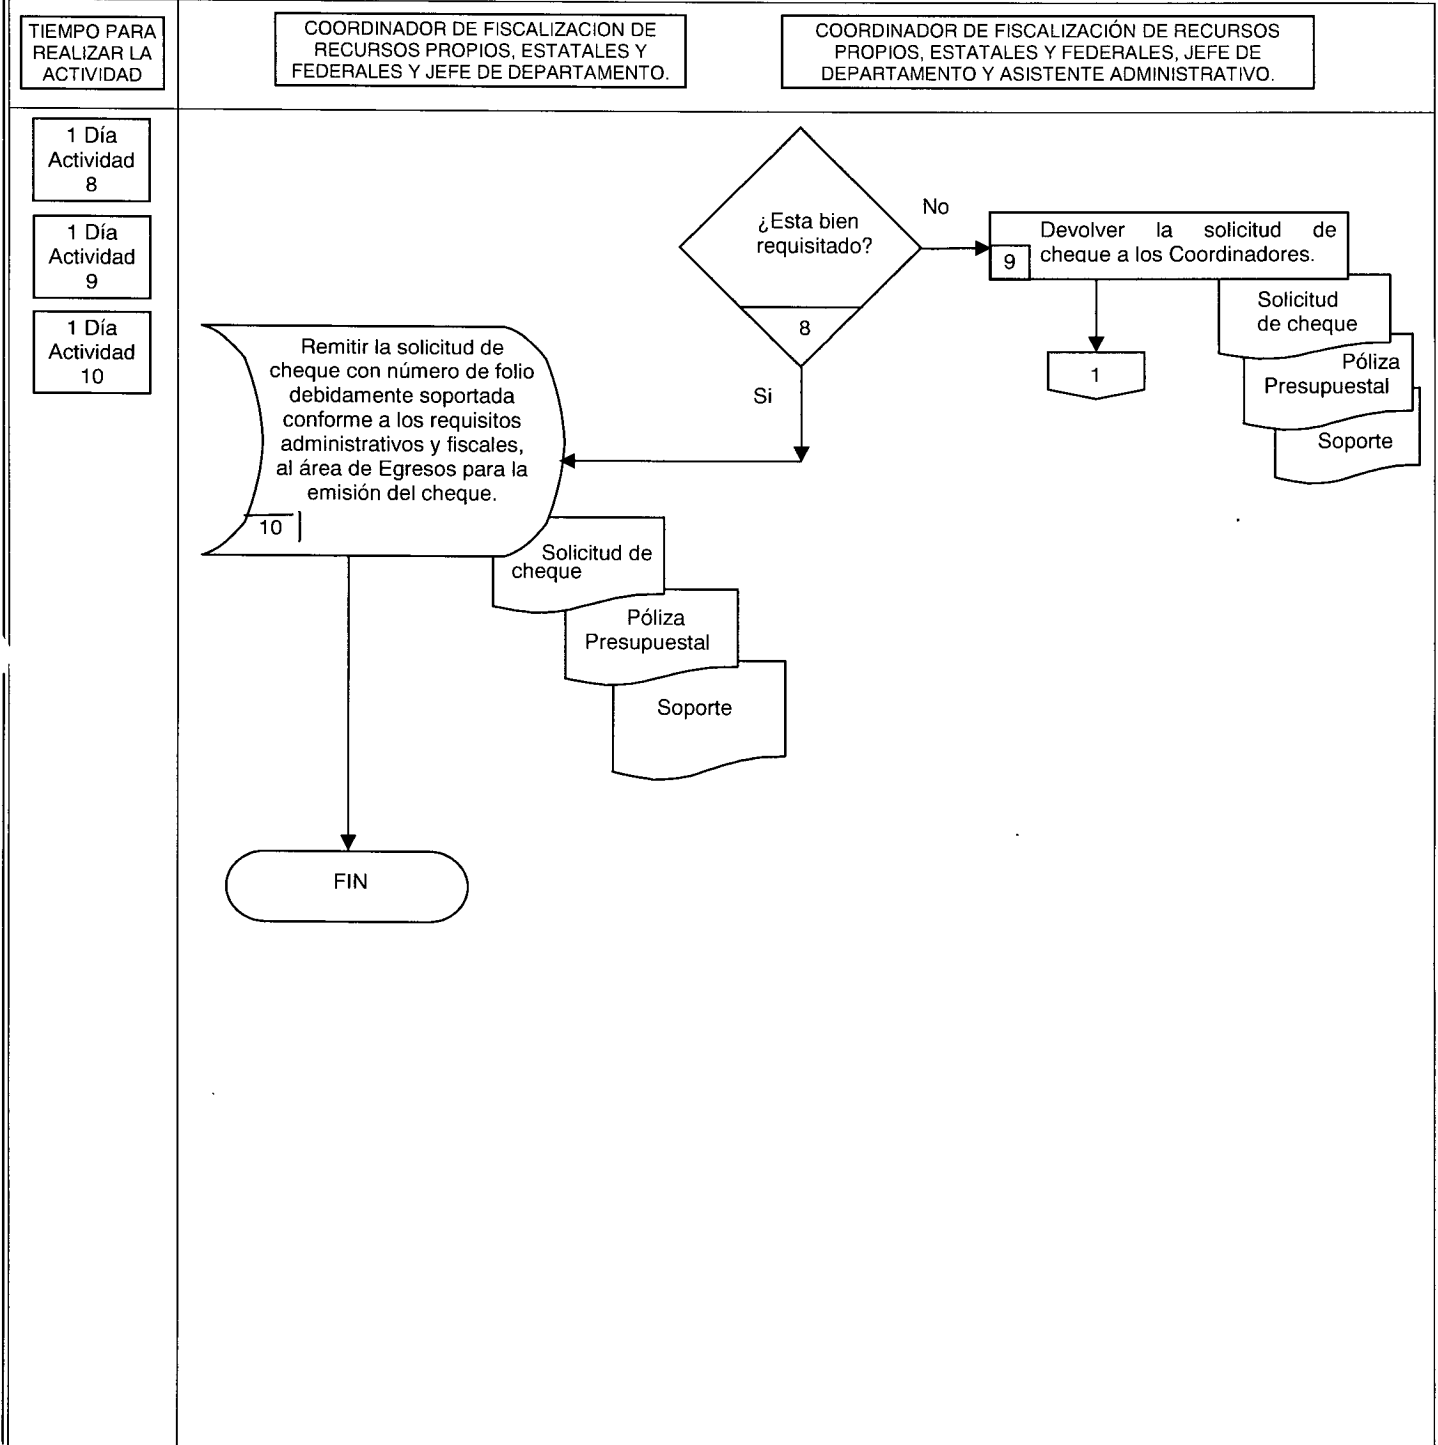 TIEMPO PARA
REALIZAR LA
ACTIVIDAD
COORDINADOR DE FISCALIZACION DE
RECURSOS PROPIOS, ESTATALES Y
FEDERALES Y JEFE DE DEPARTAMENTO.
COORDINADOR DE FISCALIZACIÓN DE RECURSOS
PROPIOS, ESTATALES Y FEDERALES, JEFE DE
DEPARTAMENTO Y ASISTENTE ADMINISTRATIVO.
1 Día
Actividad
8
1 Día
Actividad
9
1 Día
Actividad
10
¿Esta bien
requisitado?
8
No
Devolver la solicitud de
cheque a los Coordinadores.
9
Solicitud
de cheque
Póliza
Presupuestal
Soporte
1
Si
Remitir la solicitud de
cheque con número de folio
debidamente soportada
conforme a los requisitos
administrativos y fiscales,
al área de Egresos para la
emisión del cheque.
10
Solicitud de
cheque
Póliza
Presupuestal
Soporte
FIN